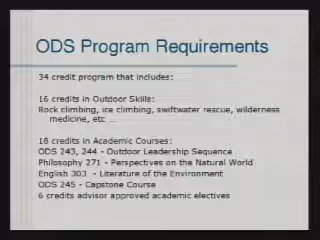 ODS Program Requirements
34 credit program that includes:
16 credits in Outdoor Skills:
Rock climbing, ice climbing, swiftwater rescue, wilderness
medicine, etc ...
18 credits in Academic Courses:
ODS 243, 244 - Outdoor Leadership Sequence
Philosophy 271 - Perspectives on the Natural World
English 303 - Literature of the Environment
ODS 245 - Capstone Course
6 credits advisor approved academic electives